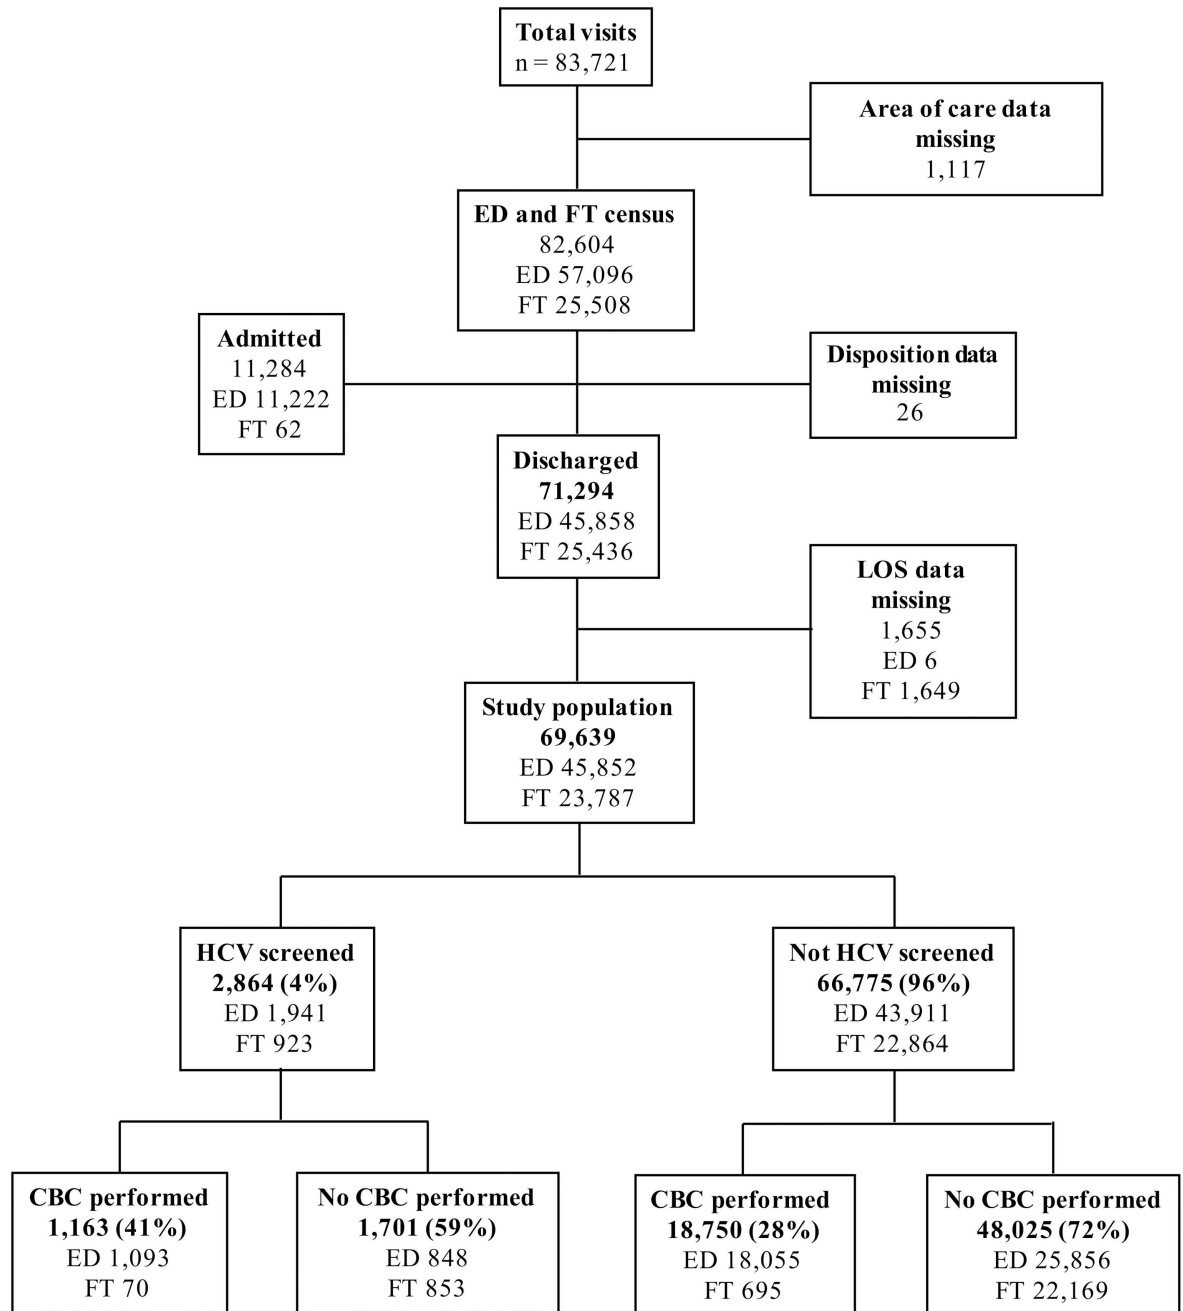 Total visits
n = 83,721
Area of care data
missing
1,117
ED and FT census
82,604
ED 57,096
FT 25,508
Admitted
11,284
ED 11,222
FT 62
Disposition data
missing
26
Discharged
71,294
ED 45,858
FT 25,436
LOS data
missing
1,655
ED 6
FT 1,649
Study population
69,639
ED 45,852
FT 23,787
HCV screened
2,864 (4%)
ED 1,941
FT 923
Not HCV screened
66,775 (96%)
ED 43,911
FT 22,864
CBC performed
1,163 (41%)
ED 1,093
FT 70
No CBC performed
1,701 (59%)
ED 848
FT 853
CBC performed
18,750 (28%)
ED 18,055
FT 695
No CBC performed
48,025 (72%)
ED 25,856
FT 22,169